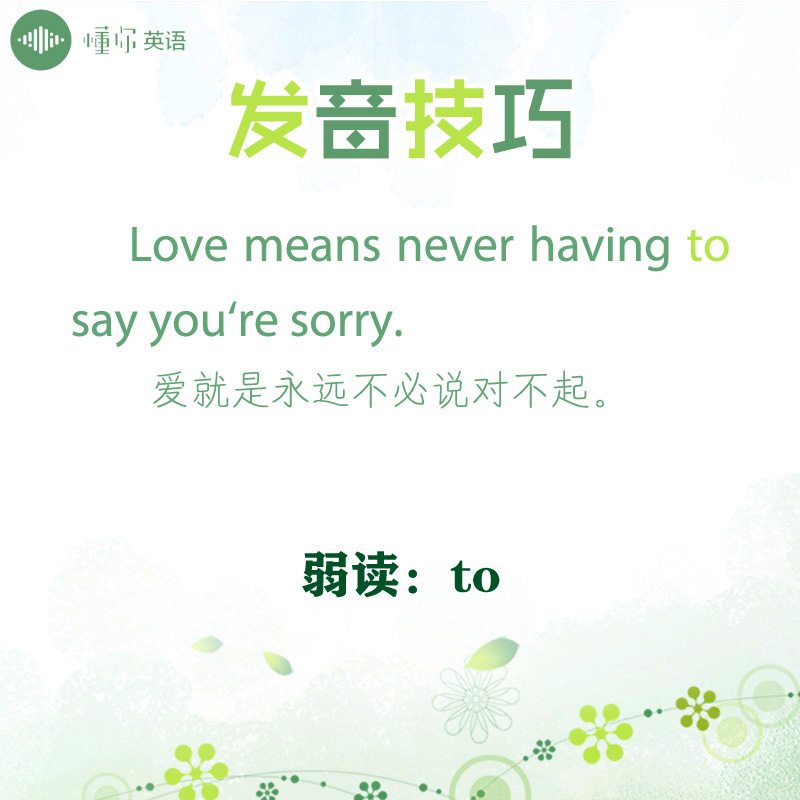 懂你英语
发音技巧
Love means never having to
say you‘re sorry.
爱就是永远不必说对不起。
弱读：to